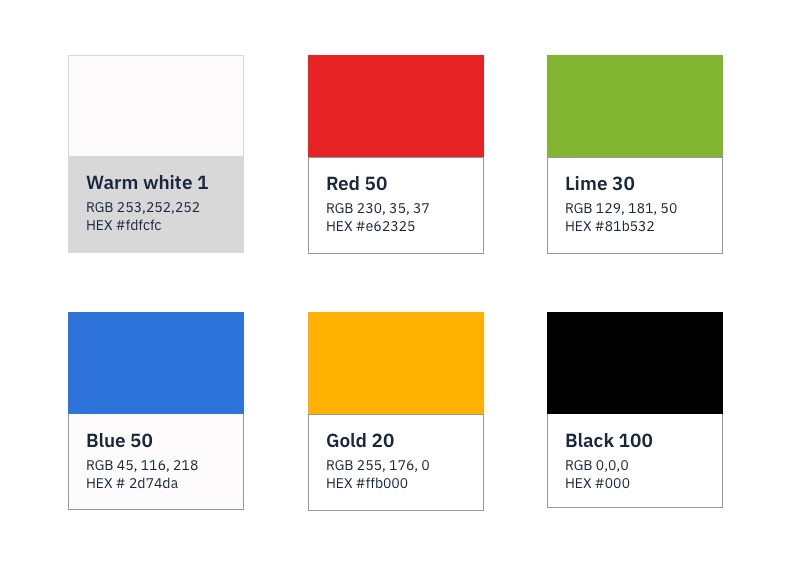 Warm white 1
RGB 253,252,252
HEX #fdfcfc
Red 50
RGB 230, 35, 37
HEX #e62325
Lime 30
RGB 129, 181, 50
HEX #81b532
Blue 50
RGB 45, 116, 218
HEX # 2d74da
Gold 20
RGB 255, 176, 0
HEX #ffb000
Black 100
RGB 0,0,0
HEX #000